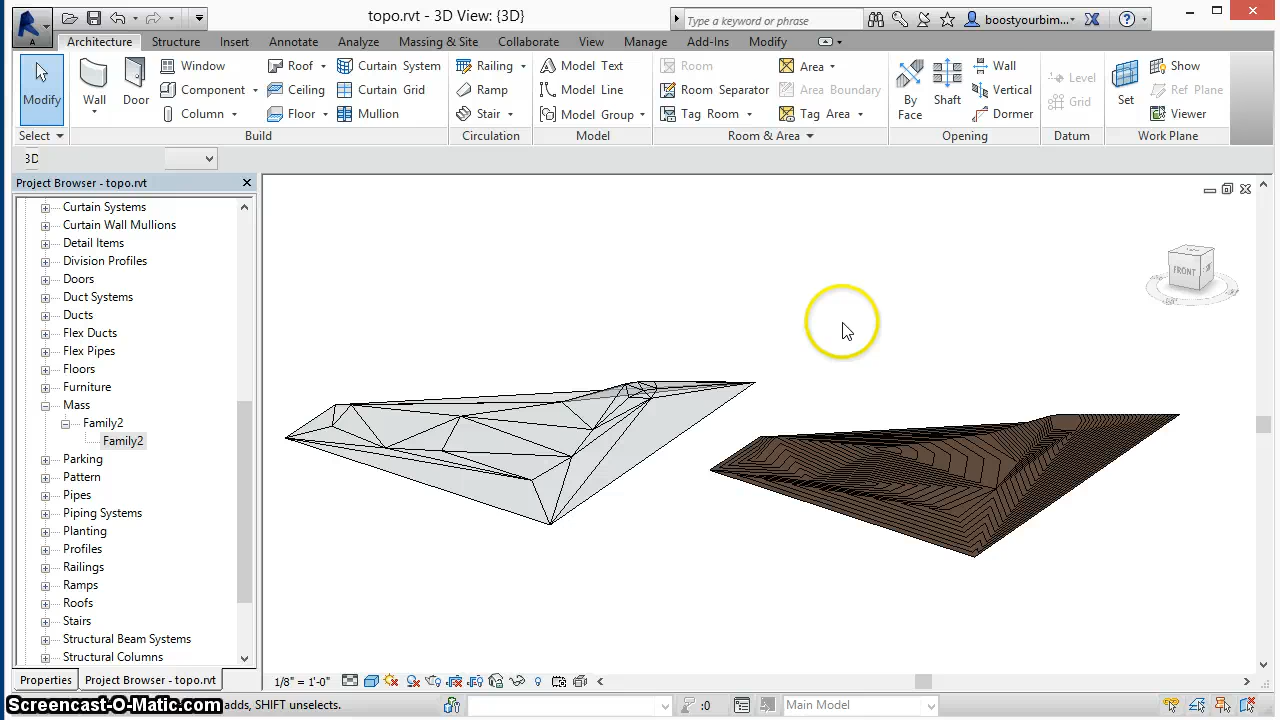 topo.rvt - 3D View: {3D}
Type a keyword or phrase
boostyourbim...
Architecture Structure Insert Annotate Analyze Massing & Site Collaborate View Manage Add-Ins Modify
Window Roof Curtain System Railing Model Text Room Area Wall Level Show
Modify Wall Door Component Ceiling Curtain Grid Ramp Model Line Room Separator Area Boundary By Face Shaft Vertical Grid Set Ref Plane
Column Floor Mullion Stair Model Group Tag Room Tag Area Dormer Viewer
Select Build Circulation Model Room & Area Opening Datum Work Plane
3D
Project Browser - topo.rvt
Curtain Systems
Curtain Wall Mullions
Detail Items
Division Profiles
Doors
Duct Systems
Ducts
Flex Ducts
Flex Pipes
Floors
Furniture
Mass
Family2
Family2
Parking
Pattern
Pipes
Piping Systems
Planting
Profiles
Railings
Ramps
Roofs
Stairs
Structural Beam Systems
Structural Columns
FRONT
Properties Project Browser - topo.rvt
1/8" = 1'-0"
Screencast-O-Matic.com adds, SHIFT unselects.
:0
Main Model